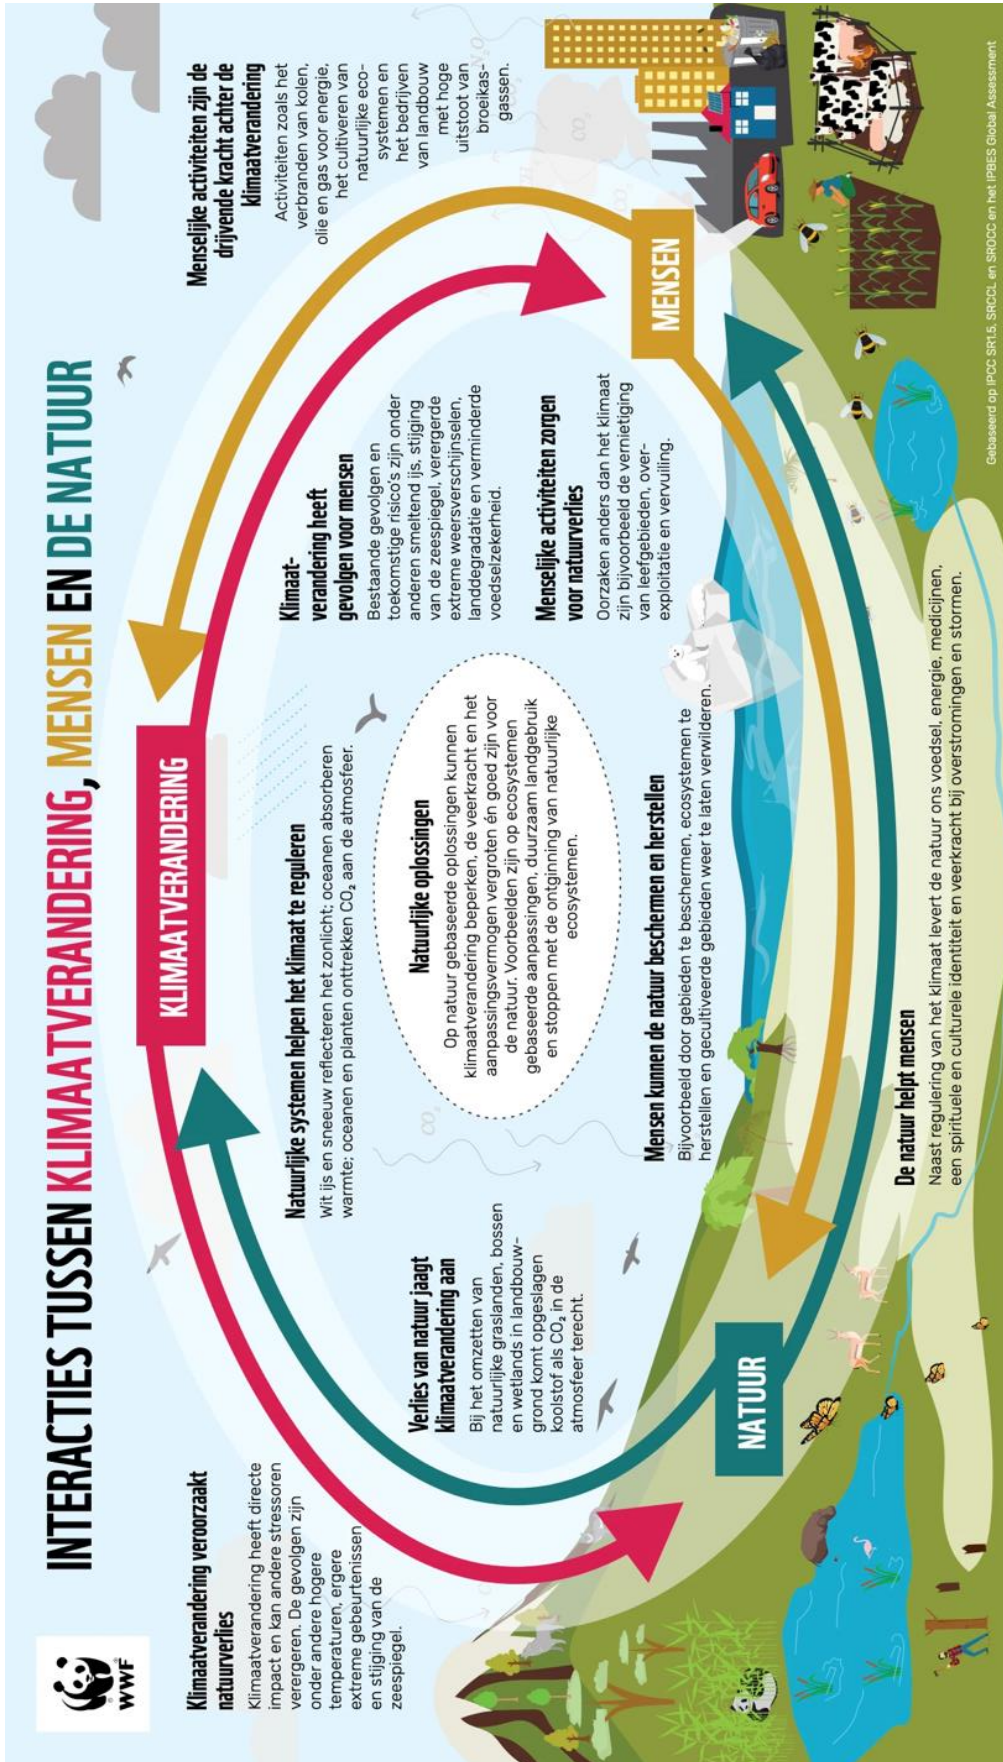 INTERACTIES TUSSEN KLIMAATVERANDERING, MENSEN EN DE NATUUR
WWF
Klimaatverandering veroorzaakt
natuurverlies
Klimaatverandering heeft directe
impact en kan andere stressoren
verergeren. De gevolgen zijn
onder andere hogere
temperaturen, ergere
extreme gebeurtenissen
en stijging van de
zeespiegel.
KLIMAATVERANDERING
Menselijke activiteiten zijn de
drijvende kracht achter de
klimaatverandering
Activiteiten zoals het
verbranden van kolen,
olie en gas voor energie,
het cultiveren van
natuurlijke eco-
systemen en
het bedrijven
van landbouw
met hoge
uitstoot van
broeikas-
gassen.
Natuurlijke systemen helpen het klimaat te reguleren
Wit ijs en sneeuw reflecteren het zonlicht; oceanen absorberen
warmte; oceanen en planten onttrekken CO₂ aan de atmosfeer.
Klimaat-
verandering heeft
gevolgen voor mensen
Bestaande gevolgen en
toekomstige risico's zijn onder
anderen smeltend ijs, stijging
van de zeespiegel, verergerde
extreme weersverschijnselen,
landdegradatie en verminderde
voedselzekerheid.
Verlies van natuur jaagt
klimaatverandering aan
Bij het omzetten van
natuurlijke graslanden, bossen
en wetlands in landbouw-
grond komt opgeslagen
koolstof als CO₂ in de
atmosfeer terecht.
Natuurlijke oplossingen
Op natuur gebaseerde oplossingen kunnen
klimaatverandering beperken, de veerkracht en het
aanpassingsvermogen vergroten én goed zijn voor
de natuur. Voorbeelden zijn op ecosystemen
gebaseerde aanpassingen, duurzaam landgebruik
en stoppen met de ontginning van natuurlijke
ecosystemen.
Menselijke activiteiten zorgen
voor natuurverlies
Oorzaken anders dan het klimaat
zijn bijvoorbeeld de vernietiging
van leefgebieden, over-
exploitatie en vervuiling.
Mensen kunnen de natuur beschermen en herstellen
Bijvoorbeeld door gebieden te beschermen, ecosystemen te
herstellen en gecultiveerde gebieden weer te laten verwilderen.
MENSEN
NATUUR
De natuur helpt mensen
Naast regulering van het klimaat levert de natuur ons voedsel, energie, medicijnen,
een spirituele en culturele identiteit en veerkracht bij overstromingen en stormen.
CO₂
CO₂
CO₂
N₂O
Gebaseerd op IPCC SR1.5, SRCCL en SROCC en het IPBES Global Assessment